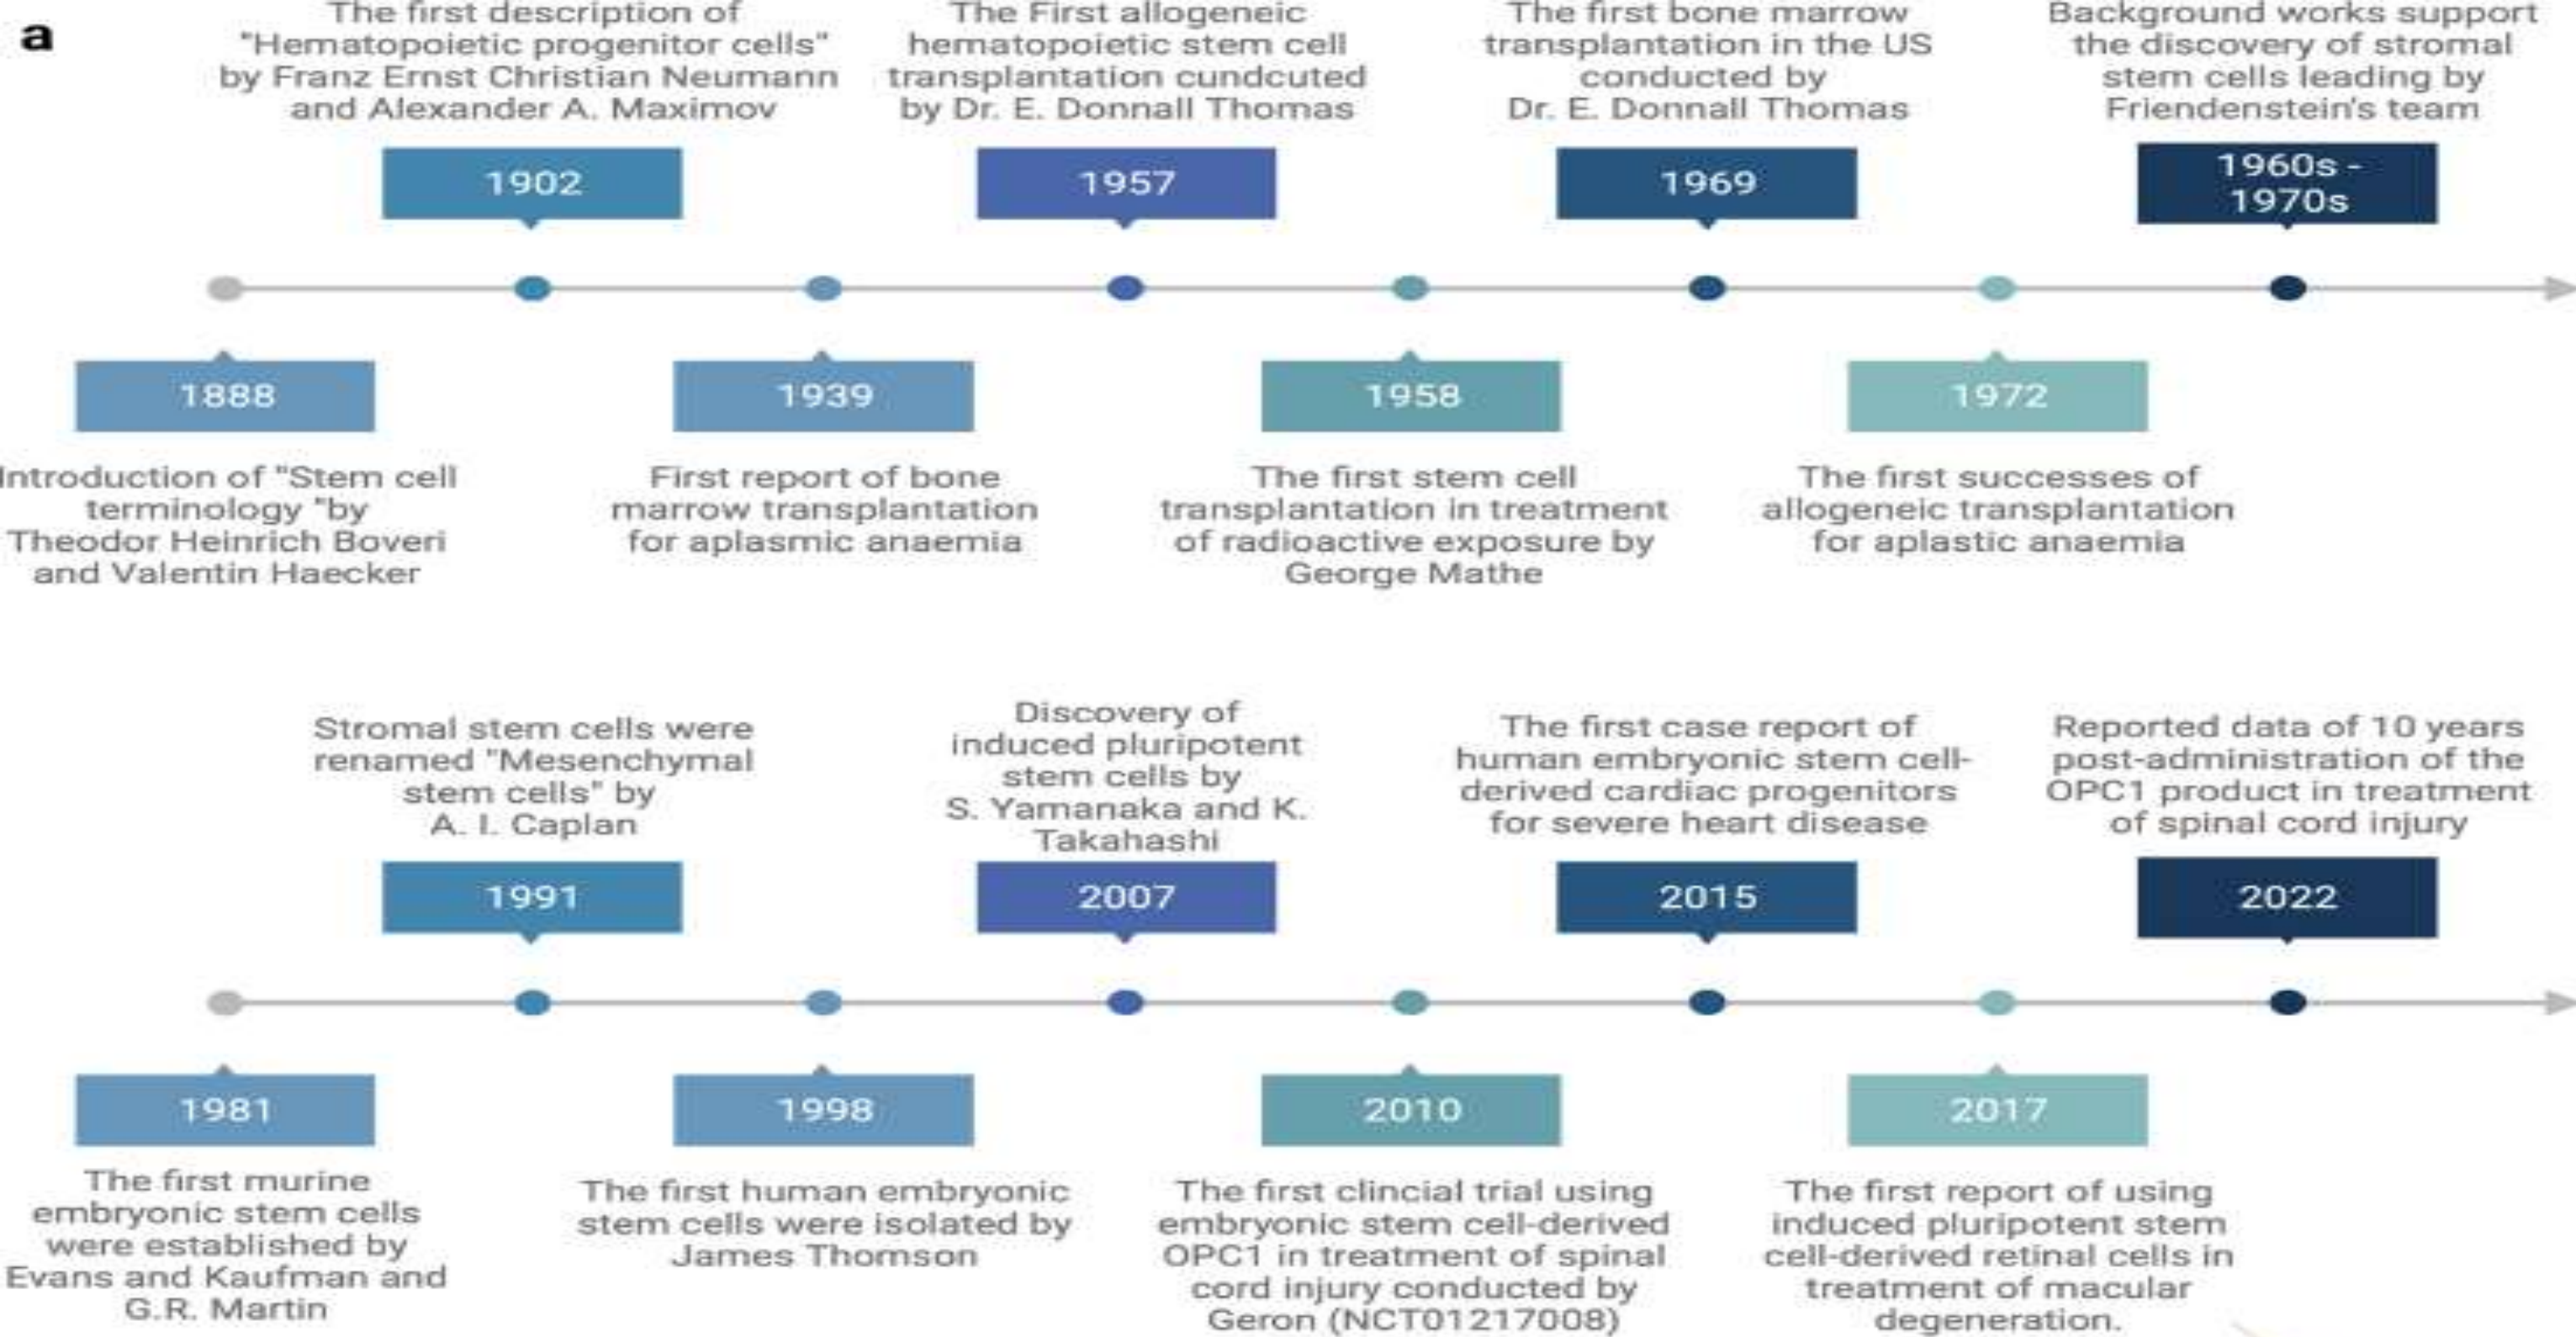 a
The first description of
"Hematopoietic progenitor cells"
by Franz Ernst Christian Neumann
and Alexander A. Maximov
1902
The First allogeneic
hematopoietic stem cell
transplantation cundcuted
by Dr. E. Donnall Thomas
1957
The first bone marrow
transplantation in the US
conducted by
Dr. E. Donnall Thomas
1969
Background works support
the discovery of stromal
stem cells leading by
Friendenstein's team
1960s -
1970s
1888
Introduction of "Stem cell
terminology "by
Theodor Heinrich Boveri
and Valentin Haecker
1939
First report of bone
marrow transplantation
for aplasmic anaemia
1958
The first stem cell
transplantation in treatment
of radioactive exposure by
George Mathe
1972
The first successes of
allogeneic transplantation
for aplastic anaemia
Stromal stem cells were
renamed "Mesenchymal
stem cells" by
A. I. Caplan
1991
Discovery of
induced pluripotent
stem cells by
S. Yamanaka and K.
Takahashi
2007
The first case report of
human embryonic stem cell-
derived cardiac progenitors
for severe heart disease
2015
Reported data of 10 years
post-administration of the
OPC1 product in treatment
of spinal cord injury
2022
1981
The first murine
embryonic stem cells
were established by
Evans and Kaufman and
G.R. Martin
1998
The first human embryonic
stem cells were isolated by
James Thomson
2010
The first clincial trial using
embryonic stem cell-derived
OPC1 in treatment of spinal
cord injury conducted by
Geron (NCT01217008)
2017
The first report of using
induced pluripotent stem
cell-derived retinal cells in
treatment of macular
degeneration.